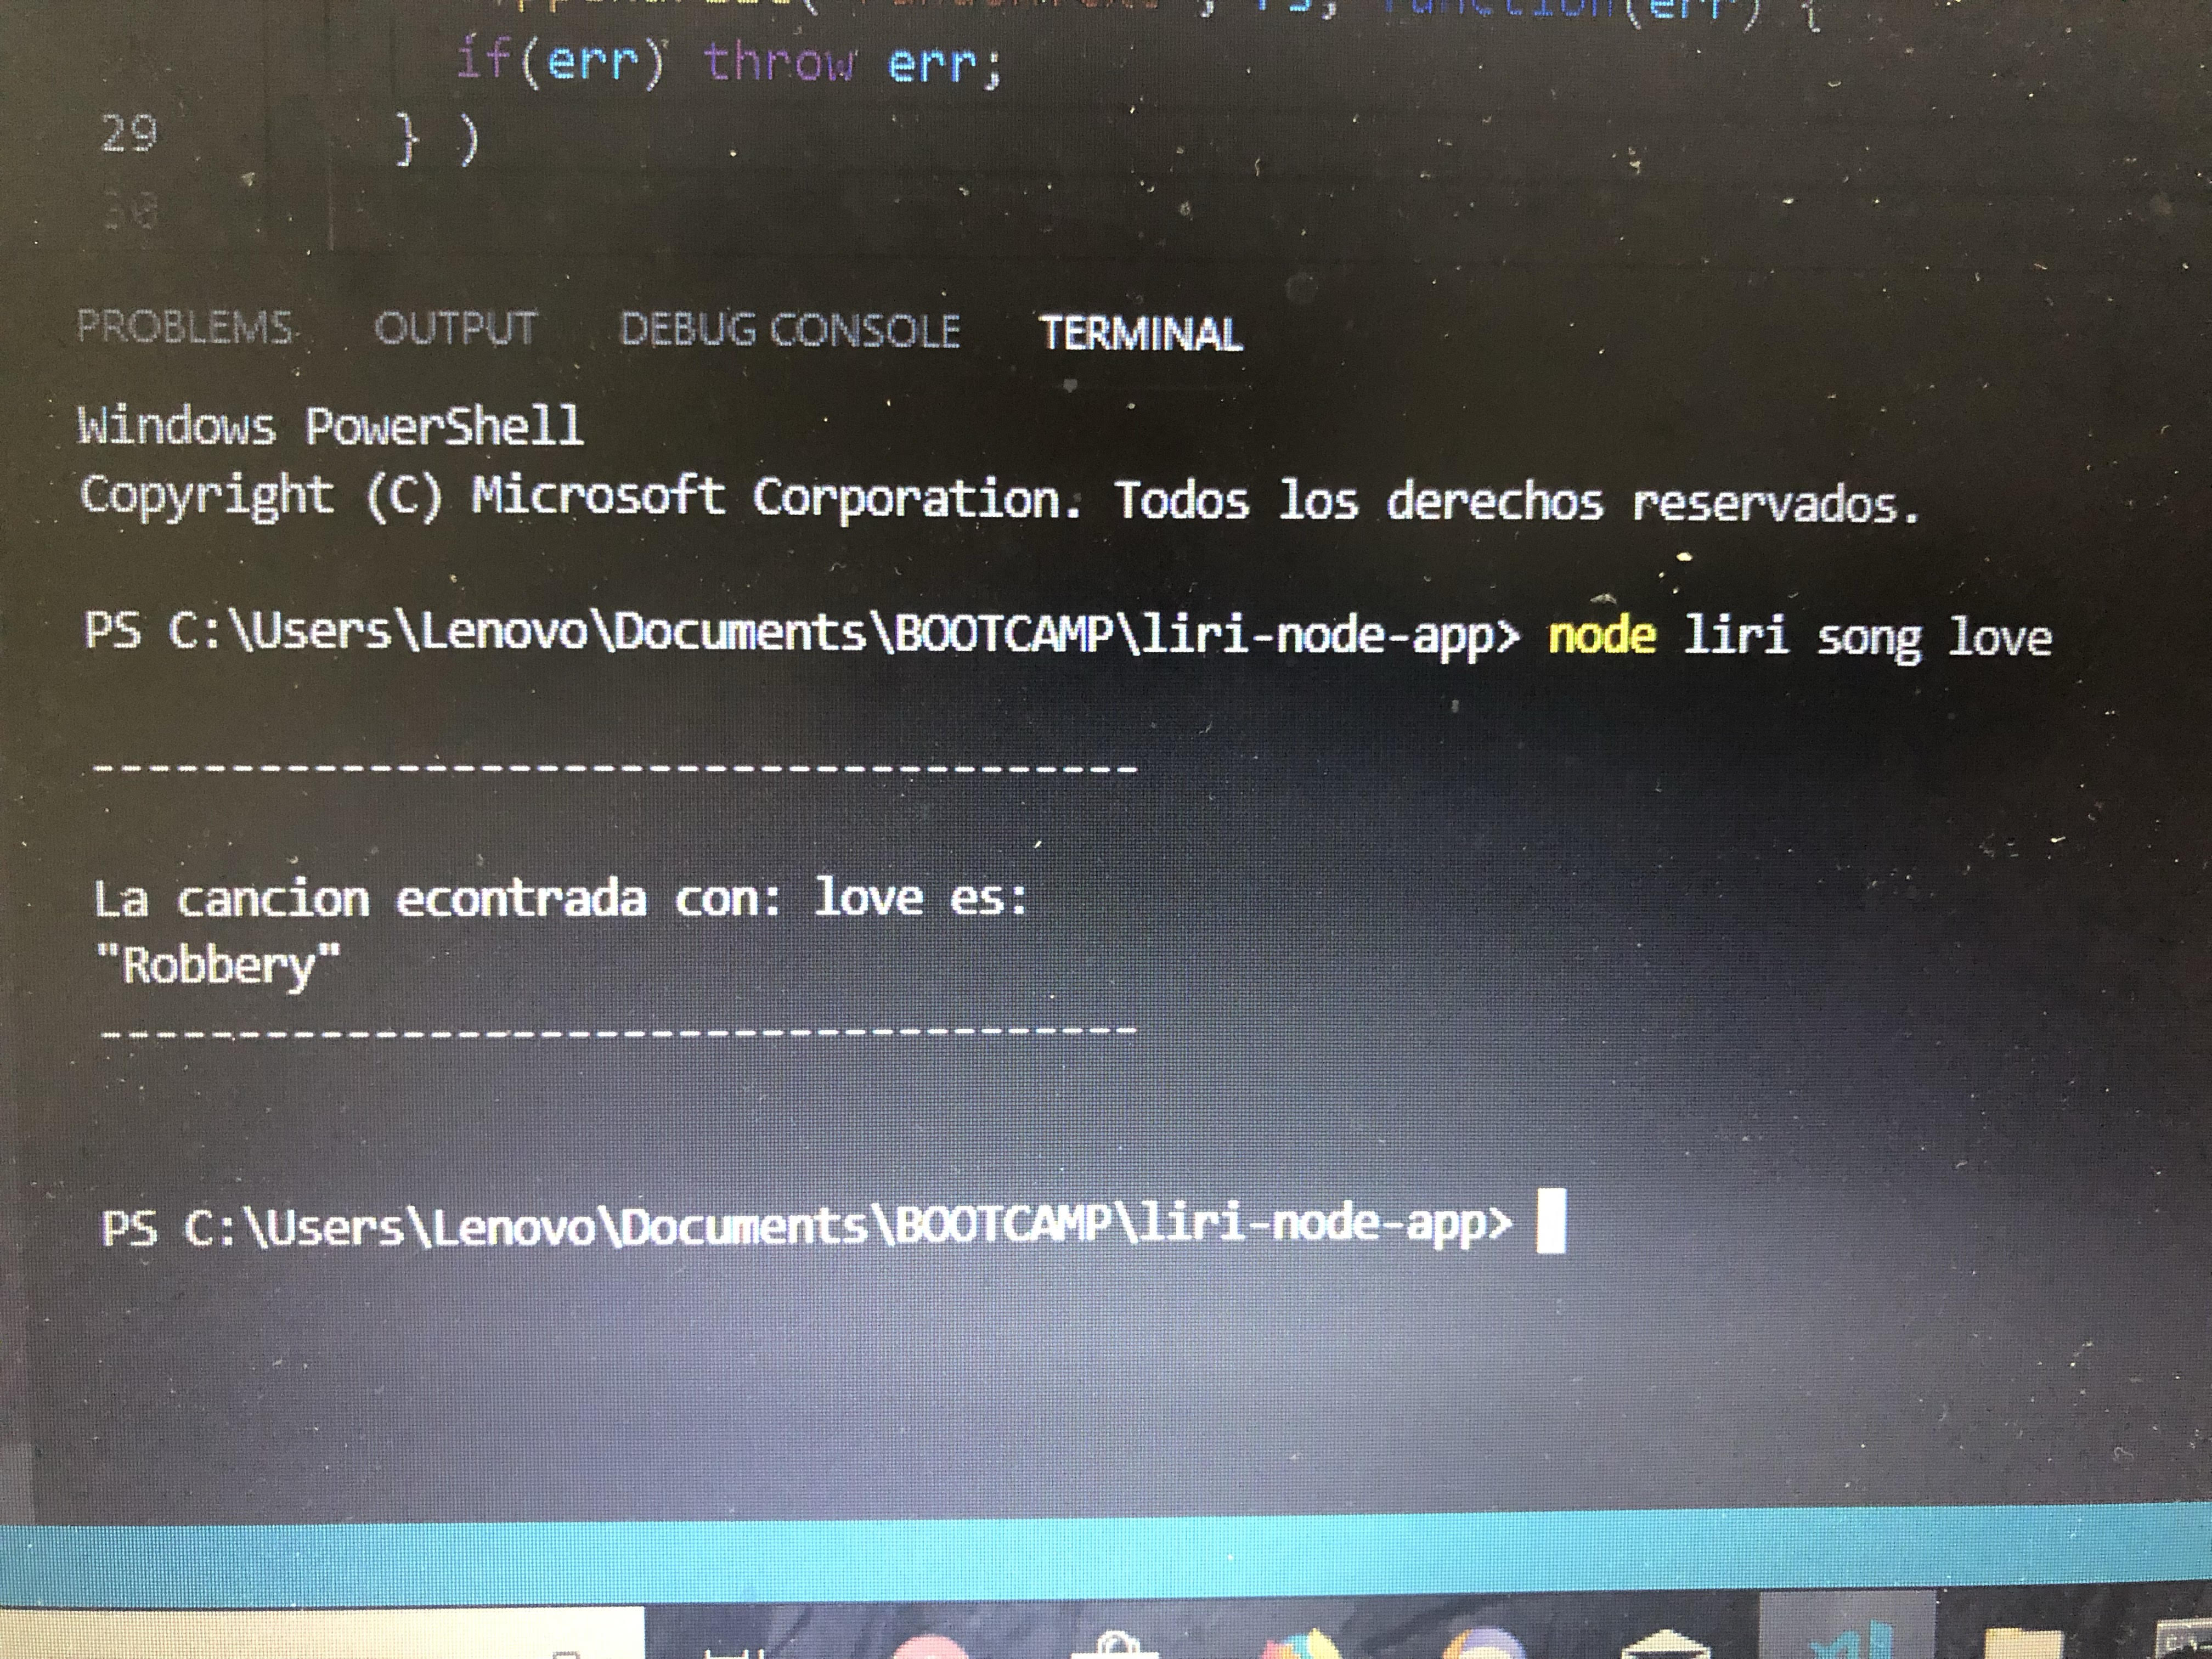 function(err) {
if(err) throw err;
29 } )
30
PROBLEMS OUTPUT DEBUG CONSOLE TERMINAL
Windows PowerShell
Copyright (C) Microsoft Corporation. Todos los derechos reservados.
PS C:\Users\Lenovo\Documents\BOOTCAMP\liri-node-app> node liri song love
--------------------------------------
La cancion econtrada con: love es:
"Robbery"
--------------------------------------
PS C:\Users\Lenovo\Documents\BOOTCAMP\liri-node-app>